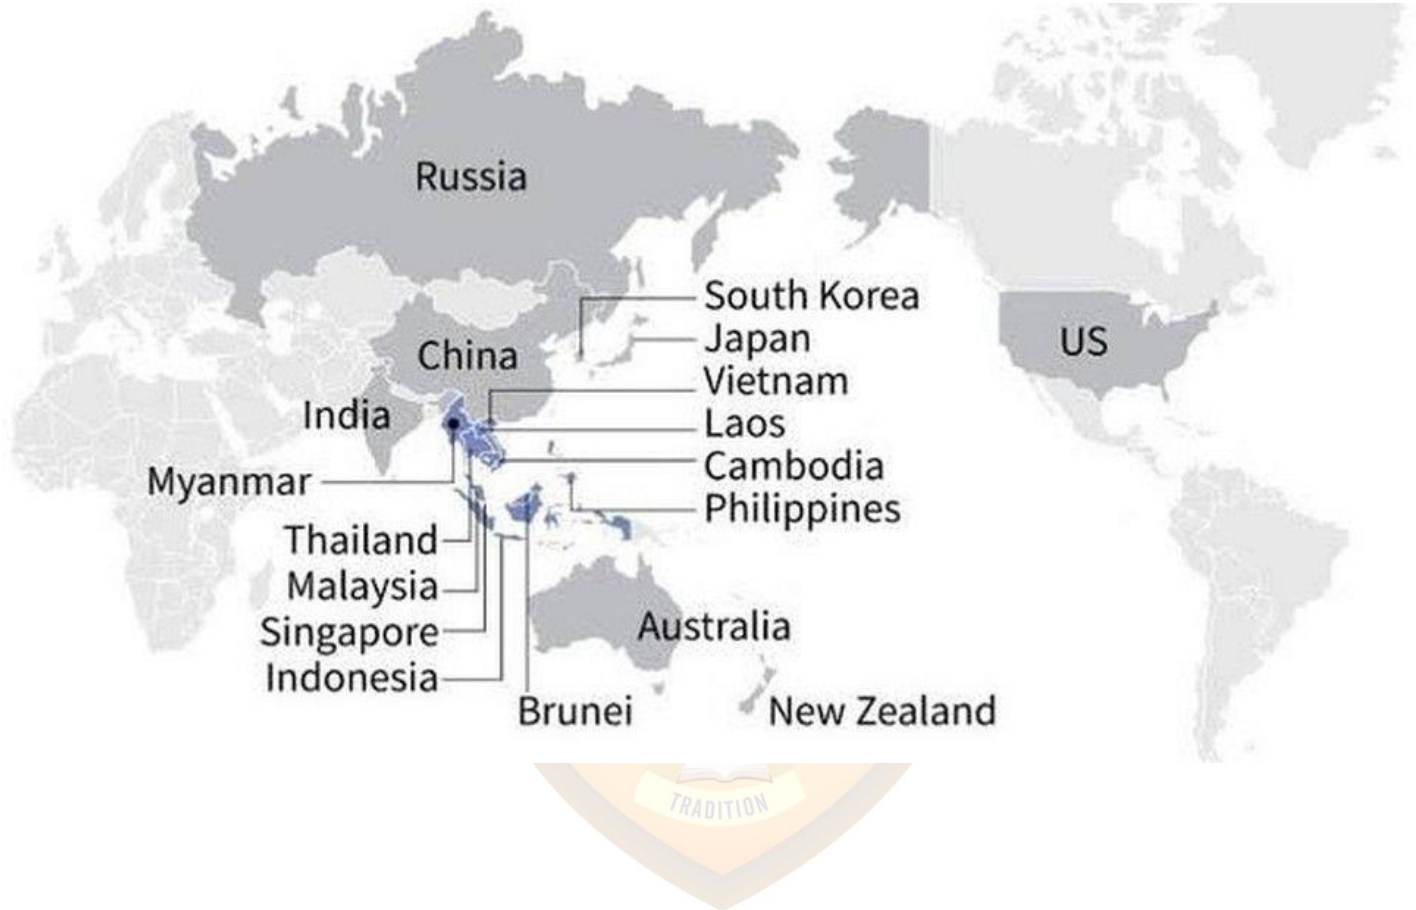 Russia
South Korea
Japan
US
China
Vietnam
India
Laos
Cambodia
Myanmar
Philippines
Thailand
Malaysia
Australia
Singapore
Indonesia
Brunei
New Zealand
TRADITION